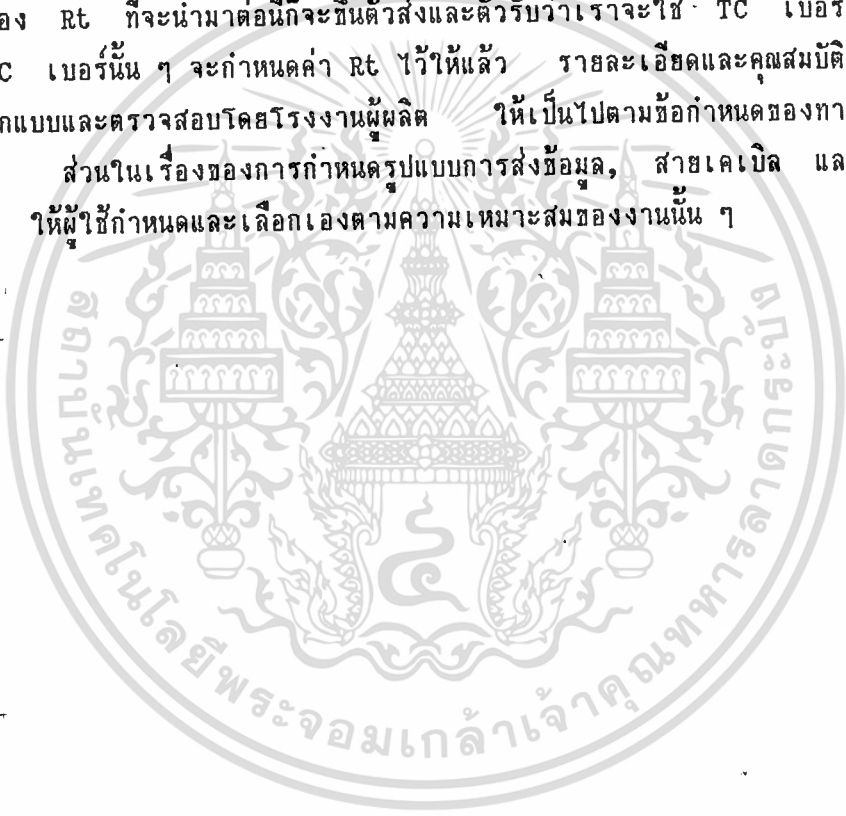 อง Rt ที่จะนำมาต่อนี้ก็จะขึ้นตัวส่งและตัวรับว่าเราจะใช้ TC เบอร์
C เบอร์นั้น ๆ จะกำหนดค่า Rt ไว้ให้แล้ว รายละเอียดและคุณสมบัติ
กแบบและตรวจสอบโดยโรงงานผู้ผลิต ให้เป็นไปตามข้อกำหนดของทา
ส่วนในเรื่องของการกำหนดรูปแบบการส่งข้อมูล, สายเคเบิล แล
ให้ผู้ใช้กำหนดและเลือกเองตามความเหมาะสมของงานนั้น ๆ
สถาบันเทคโนโลยีพระจอมเกล้าเจ้าคุณทหารลาดกระบัง